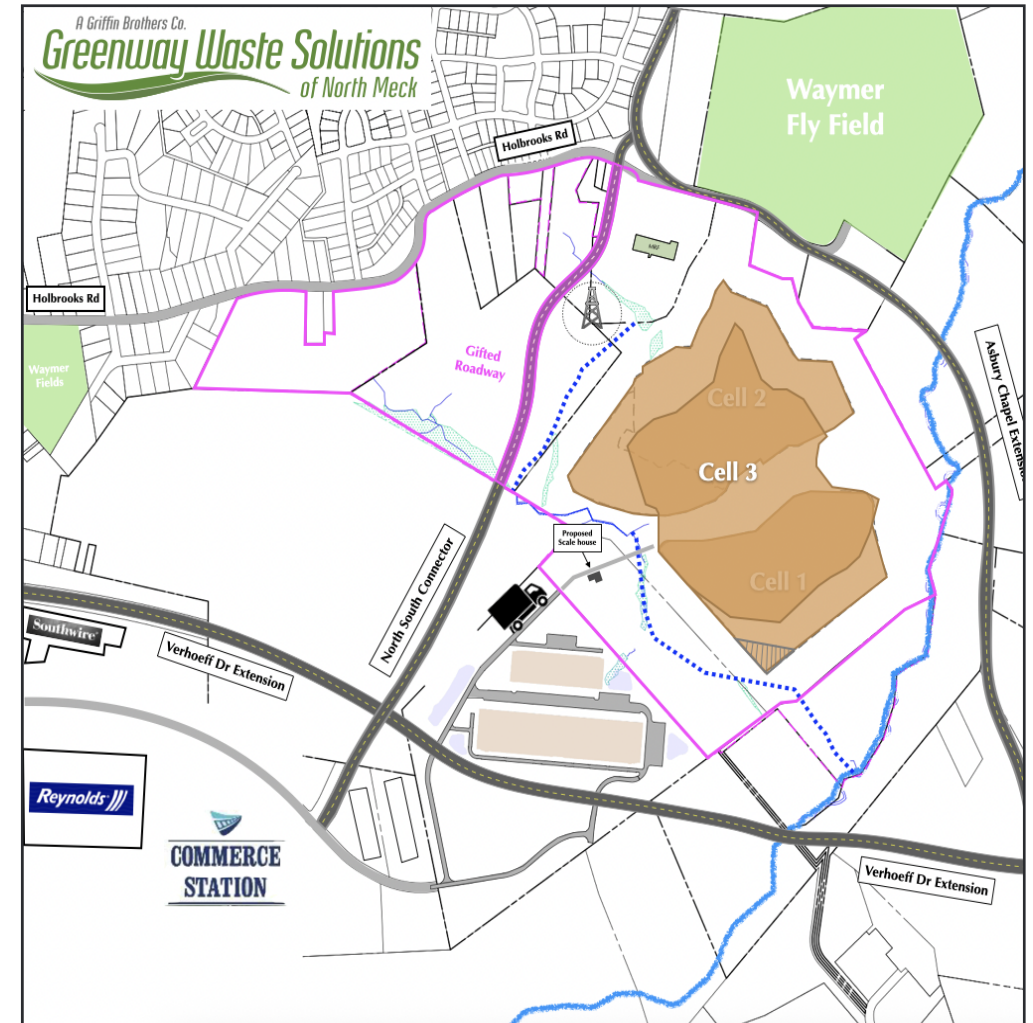 A Griffin Brothers Co.
Greenway Waste Solutions
of North Meck
Waymer
Fly Field
Holbrooks Rd
MRF
Holbrooks Rd
Gifted
Roadway
Waymer
Fields
Asbury Chapel Extension
Cell 2
Cell 3
Proposed
Scale house
Cell 1
North South Connector
Southwire
Verhoeff Dr Extension
Reynolds
COMMERCE
STATION
Verhoeff Dr Extension